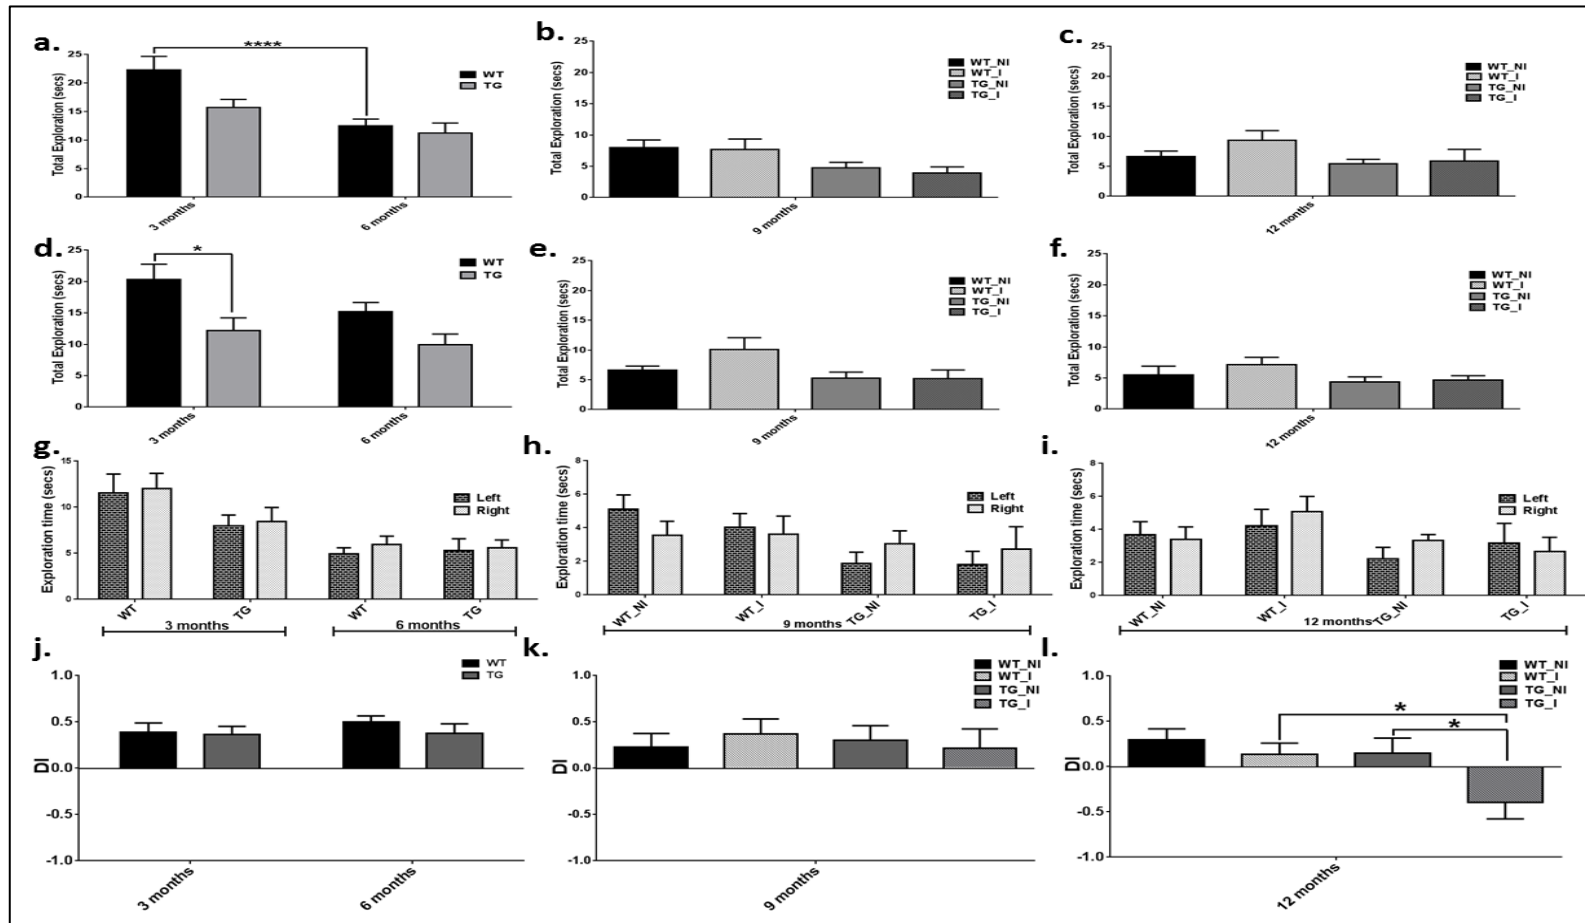 a.
****
25
20
15
10
5
0
Total Exploration (secs)
WT
TG
3 months
6 months
b.
25
20
15
10
5
0
Total Exploration (secs)
WT_NI
WT_I
TG_NI
TG_I
9 months
c.
25
20
15
10
5
0
Total Exploration (secs)
WT_NI
WT_I
TG_NI
TG_I
12 months
d.
*
25
20
15
10
5
0
Total Exploration (secs)
WT
TG
3 months
6 months
e.
25
20
15
10
5
0
Total Exploration (secs)
WT_NI
WT_I
TG_NI
TG_I
9 months
f.
25
20
15
10
5
0
Total Exploration (secs)
WT_NI
WT_I
TG_NI
TG_I
12 months
g.
15
10
5
0
Exploration time (secs)
Left
Right
WT
TG
WT
TG
3 months
6 months
h.
8
6
4
2
0
Exploration time (secs)
Left
Right
WT_NI
WT_I
TG_NI
TG_I
9 months
i.
8
6
4
2
0
Exploration time (secs)
Left
Right
WT_NI
WT_I
TG_NI
TG_I
12 months
j.
1.0
0.5
0.0
-0.5
-1.0
DI
WT
TG
3 months
6 months
k.
1.0
0.5
0.0
-0.5
-1.0
DI
WT_NI
WT_I
TG_NI
TG_I
9 months
l.
1.0
0.5
0.0
-0.5
-1.0
DI
WT_NI
WT_I
TG_NI
TG_I
*
*
12 months